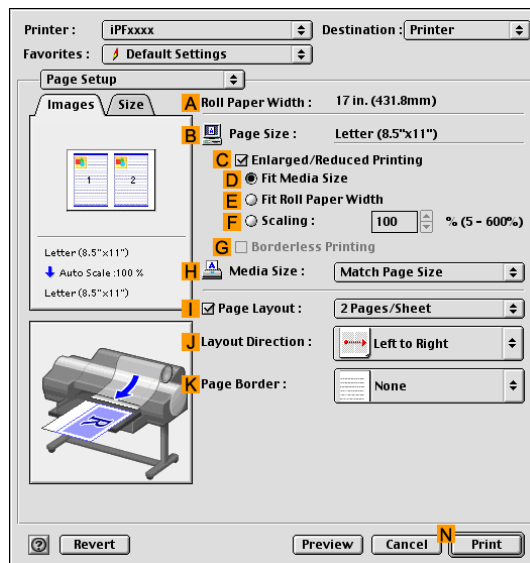 Printer : iPFxxxx Destination : Printer
Favorites : Default Settings
Page Setup
Images Size
A Roll Paper Width : 17 in. (431.8mm)
B Page Size : Letter (8.5"x11")
C Enlarged/Reduced Printing
D Fit Media Size
E Fit Roll Paper Width
F Scaling : 100 % (5 - 600%)
G Borderless Printing
1 2
Letter (8.5"x11")
Auto Scale :100 %
Letter (8.5"x11")
H Media Size : Match Page Size
I Page Layout : 2 Pages/Sheet
J Layout Direction : Left to Right
K Page Border : None
R
? Revert Preview Cancel N Print